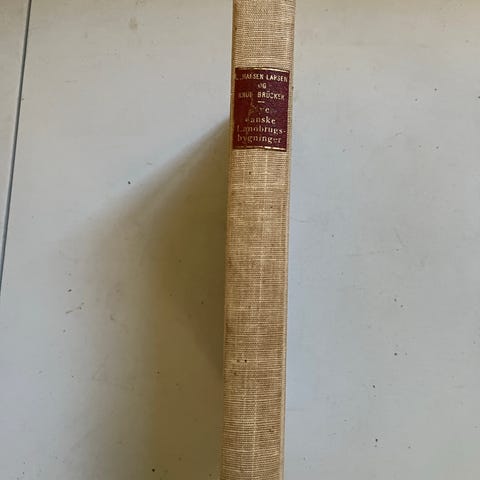 HANSEN LARSEN
OG
KNUD BRÜCKER
danske
Landbrugs-
bygninger